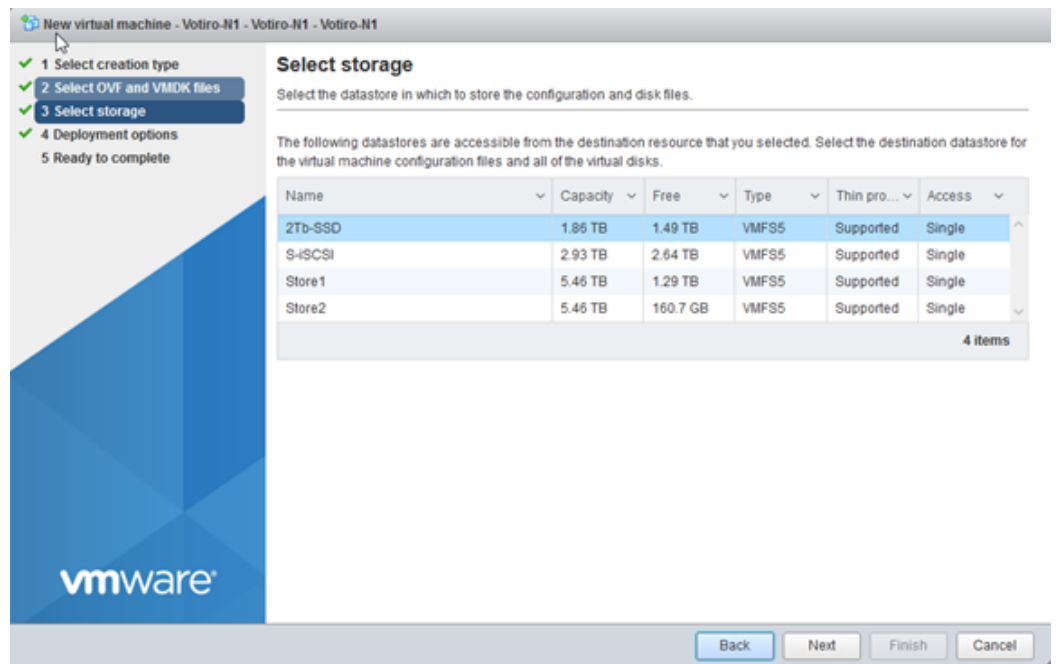 New virtual machine - Votiro-N1 - Votiro-N1 - Votiro-N1
1 Select creation type
2 Select OVF and VMDK files
3 Select storage
4 Deployment options
5 Ready to complete
Select storage
Select the datastore in which to store the configuration and disk files.
The following datastores are accessible from the destination resource that you selected. Select the destination datastore for
the virtual machine configuration files and all of the virtual disks.
Name Capacity Free Type Thin pro... Access
2Tb-SSD 1.86 TB 1.49 TB VMFS5 Supported Single
S-iSCSI 2.93 TB 2.64 TB VMFS5 Supported Single
Store1 5.46 TB 1.29 TB VMFS5 Supported Single
Store2 5.46 TB 160.7 GB VMFS5 Supported Single
4 items
vmware®
Back Next Finish Cancel